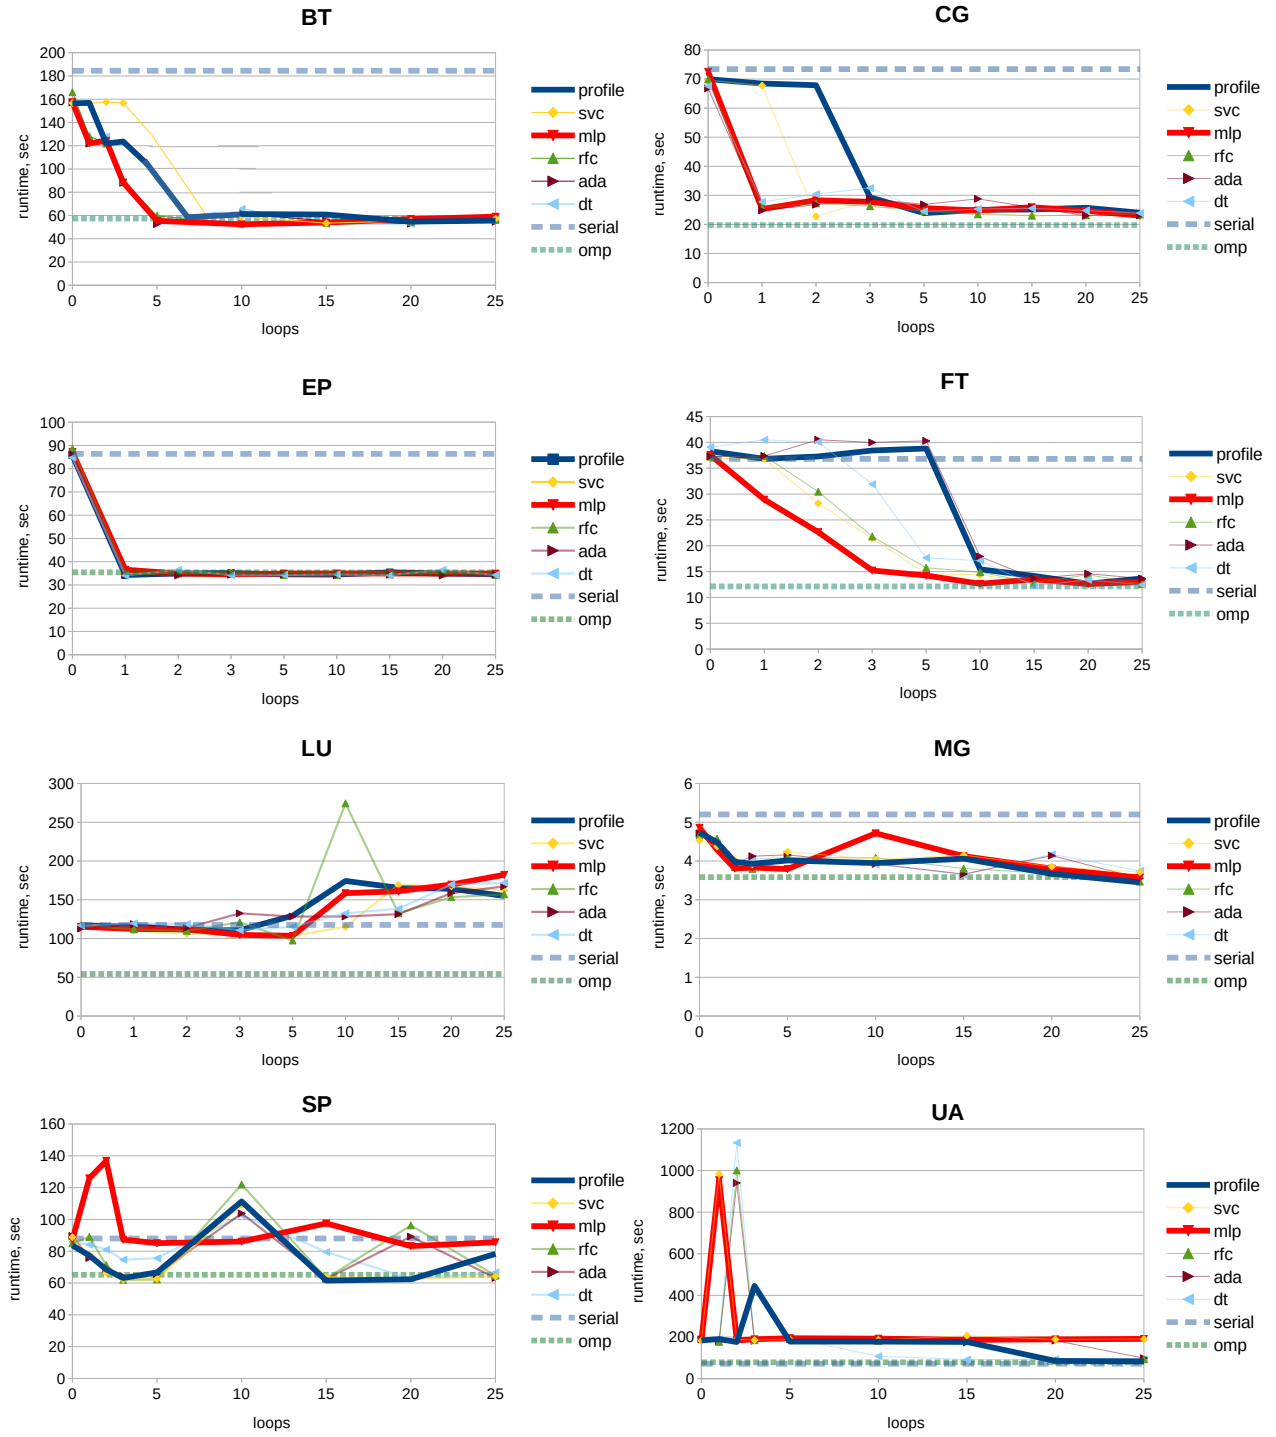 BT
200
180
160
140
120
100
80
60
40
20
0
runtime, sec
0 5 10 15 20 25
loops
profile
svc
mlp
rfc
ada
dt
serial
omp
CG
80
70
60
50
40
30
20
10
0
runtime, sec
0 1 2 3 5 10 15 20 25
loops
profile
svc
mlp
rfc
ada
dt
serial
omp
EP
100
90
80
70
60
50
40
30
20
10
0
runtime, sec
0 1 2 3 5 10 15 20 25
loops
profile
svc
mlp
rfc
ada
dt
serial
omp
FT
45
40
35
30
25
20
15
10
5
0
runtime, sec
0 1 2 3 5 10 15 20 25
loops
profile
svc
mlp
rfc
ada
dt
serial
omp
LU
300
250
200
150
100
50
0
runtime, sec
0 1 2 3 5 10 15 20 25
loops
profile
svc
mlp
rfc
ada
dt
serial
omp
MG
6
5
4
3
2
1
0
runtime, sec
0 5 10 15 20 25
loops
profile
svc
mlp
rfc
ada
dt
serial
omp
SP
160
140
120
100
80
60
40
20
0
runtime, sec
0 5 10 15 20 25
loops
profile
svc
mlp
rfc
ada
dt
serial
omp
UA
1200
1000
800
600
400
200
0
runtime, sec
0 5 10 15 20 25
loops
profile
svc
mlp
rfc
ada
dt
serial
omp